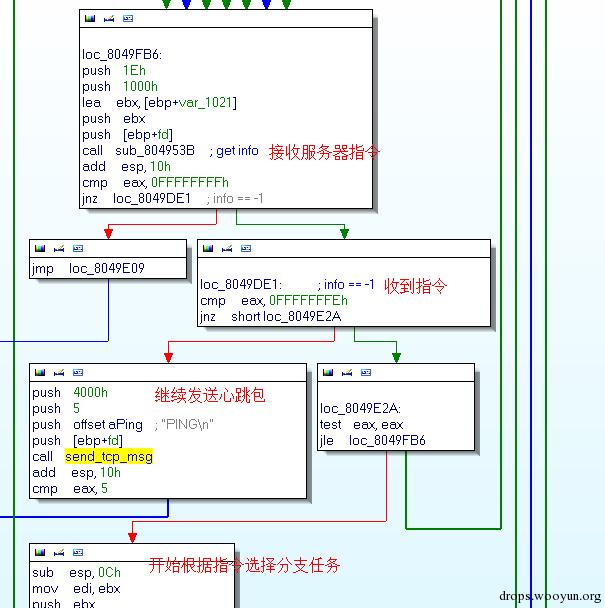 loc_8049FB6:
push 1Eh
push 1000h
lea ebx, [ebp+var_1021]
push ebx
push [ebp+fd]
call sub_804953B ; get info 接收服务器指令
add esp, 10h
cmp eax, 0FFFFFFFFh
jnz loc_8049DE1 ; info == -1
jmp loc_8049E09
loc_8049DE1: ; info == -1 收到指令
cmp eax, 0FFFFFFFEh
jnz short loc_8049E2A
push 4000h 继续发送心跳包
push 5
push offset aPing ; "PING\n"
push [ebp+fd]
call send_tcp_msg
add esp, 10h
cmp eax, 5
loc_8049E2A:
test eax, eax
jle loc_8049FB6
开始根据指令选择分支任务
sub esp, 0Ch
mov edi, ebx
push ebx
drops.wooyun.org